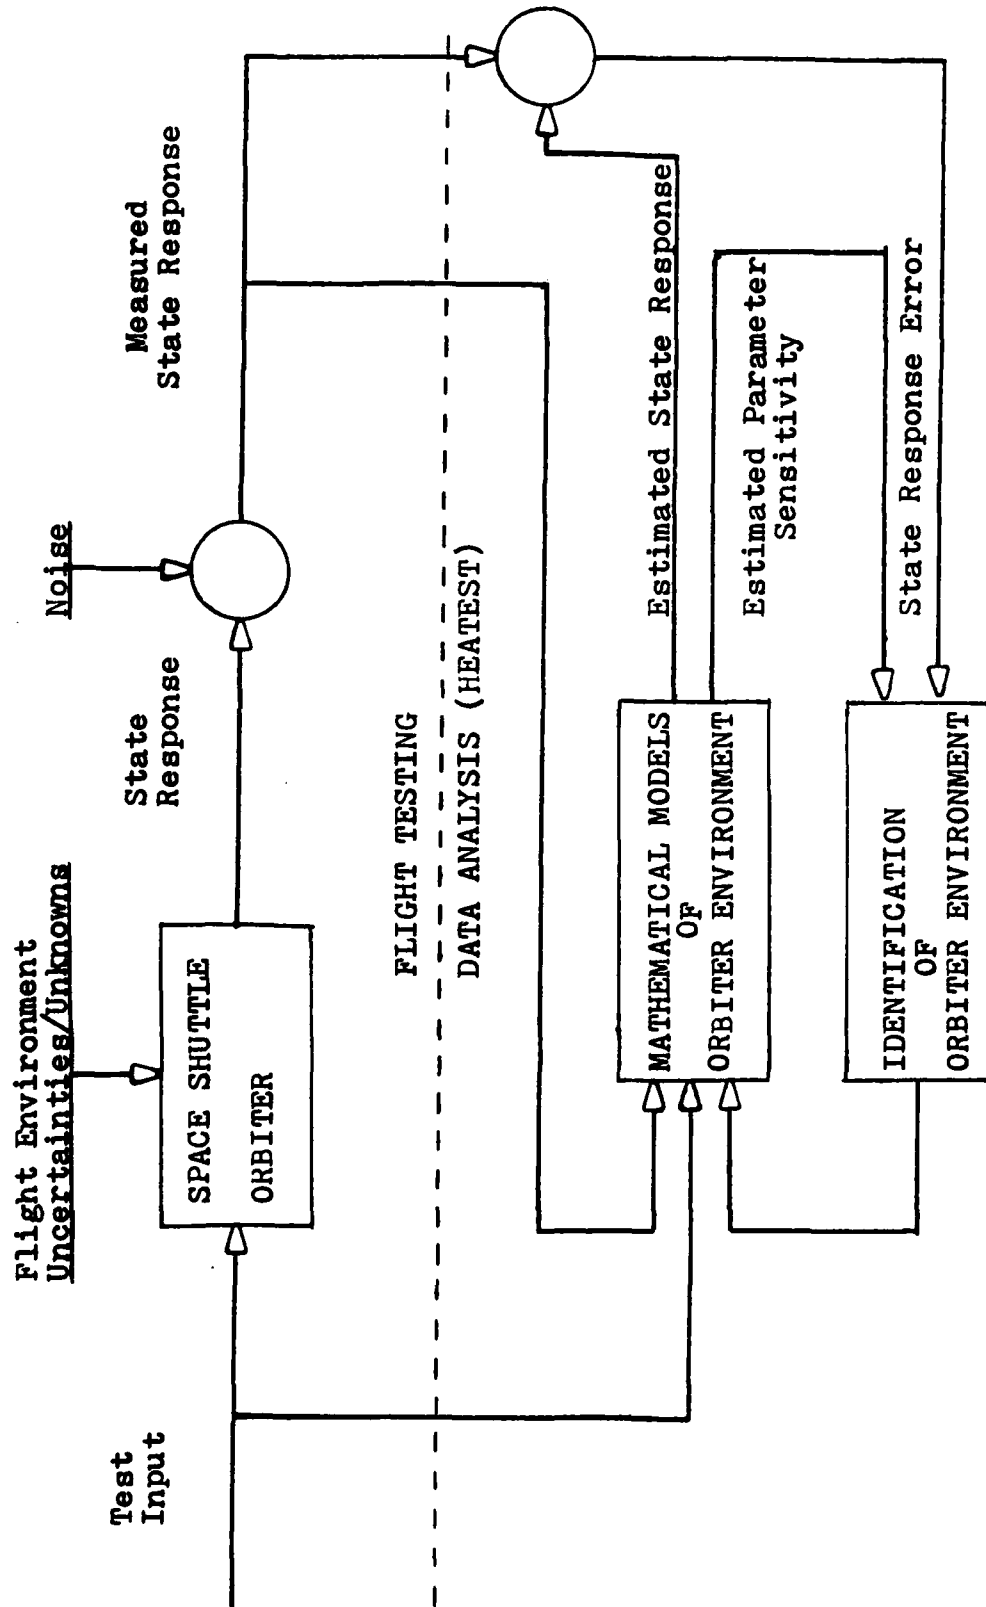 Flight Environment
Uncertainties/Unknowns
Noise
Test
Input
State
Response
Measured
State Response
SPACE SHUTTLE
ORBITER
FLIGHT TESTING
DATA ANALYSIS (HEATEST)
MATHEMATICAL MODELS
OF
ORBITER ENVIRONMENT
Estimated State Response
Estimated Parameter
Sensitivity
IDENTIFICATION
OF
ORBITER ENVIRONMENT
State Response Error